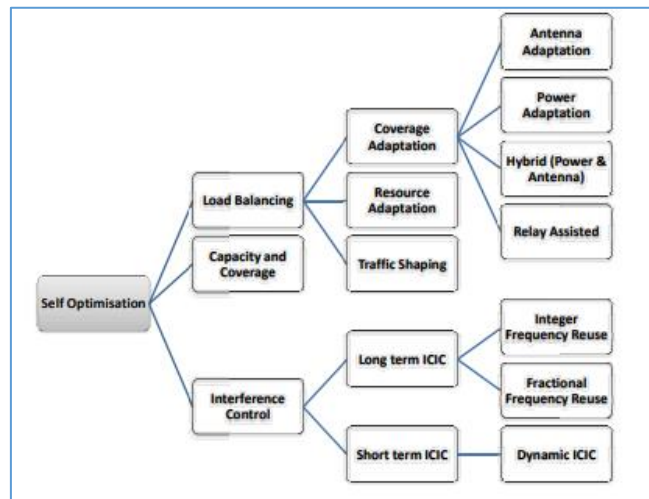 Antenna
Adaptation
Power
Adaptation
Coverage
Adaptation
Hybrid (Power &
Antenna)
Load Balancing
Resource
Adaptation
Relay Assisted
Capacity and
Coverage
Traffic Shaping
Self Optimisation
Integer
Frequency Reuse
Long term ICIC
Interference
Control
Fractional
Frequency Reuse
Short term ICIC
Dynamic ICIC